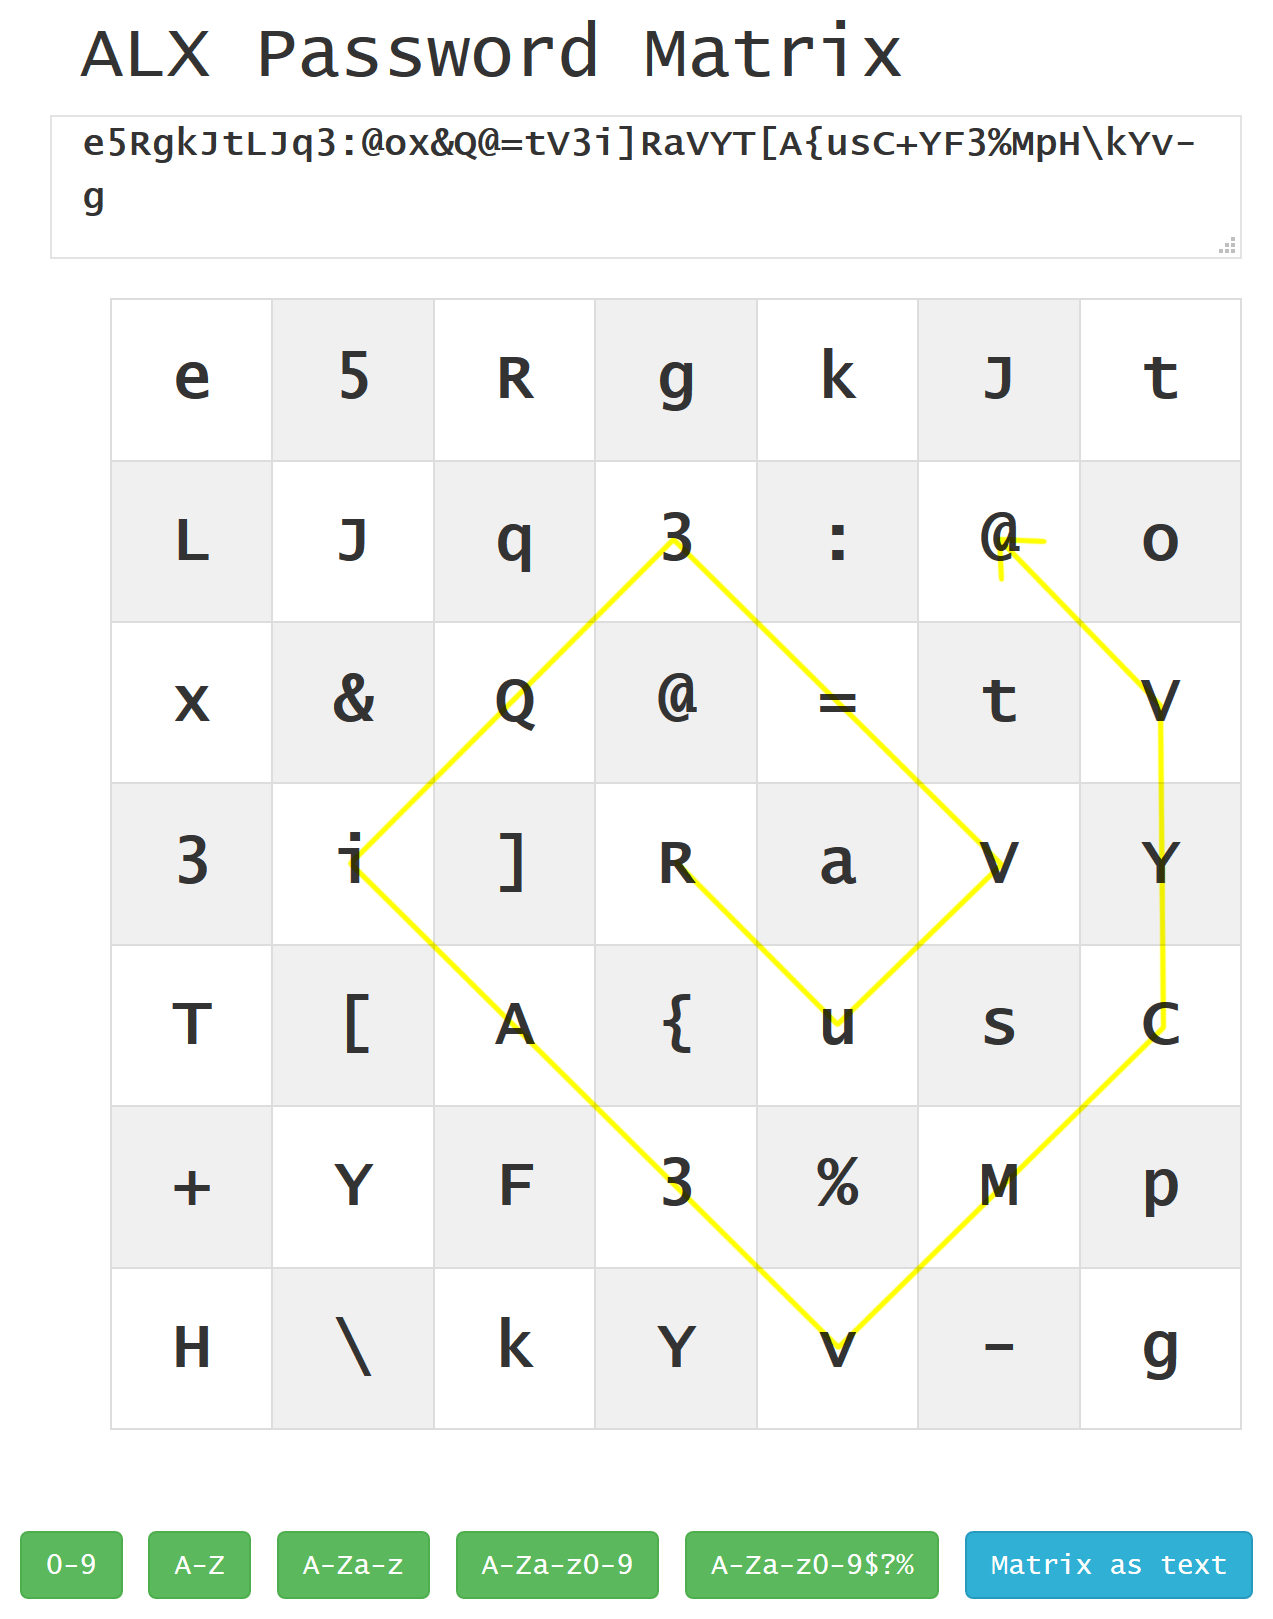 ALX Password Matrix
e5RgkJtLJq3:@ox&Q@=tV3i]RaVYT[A{usC+YF3%MpH\kYv-
g
e 5 R g k J t
L J q 3 : @ o
x & Q @ = t V
3 i ] R a V Y
T [ A { u s C
+ Y F 3 % M p
H \ k Y v - g
0-9 A-Z A-Za-z A-Za-z0-9 A-Za-z0-9$?% Matrix as text